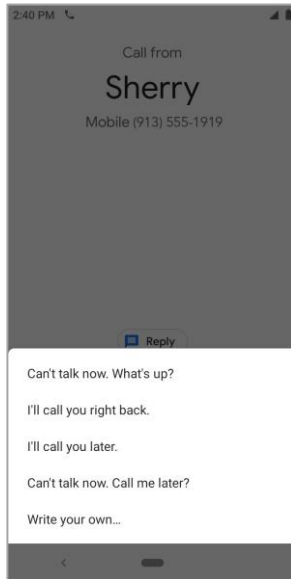 2:40 PM
Call from
Sherry
Mobile (913) 555-1919
Reply
Can't talk now. What's up?
I'll call you right back.
I'll call you later.
Can't talk now. Call me later?
Write your own...